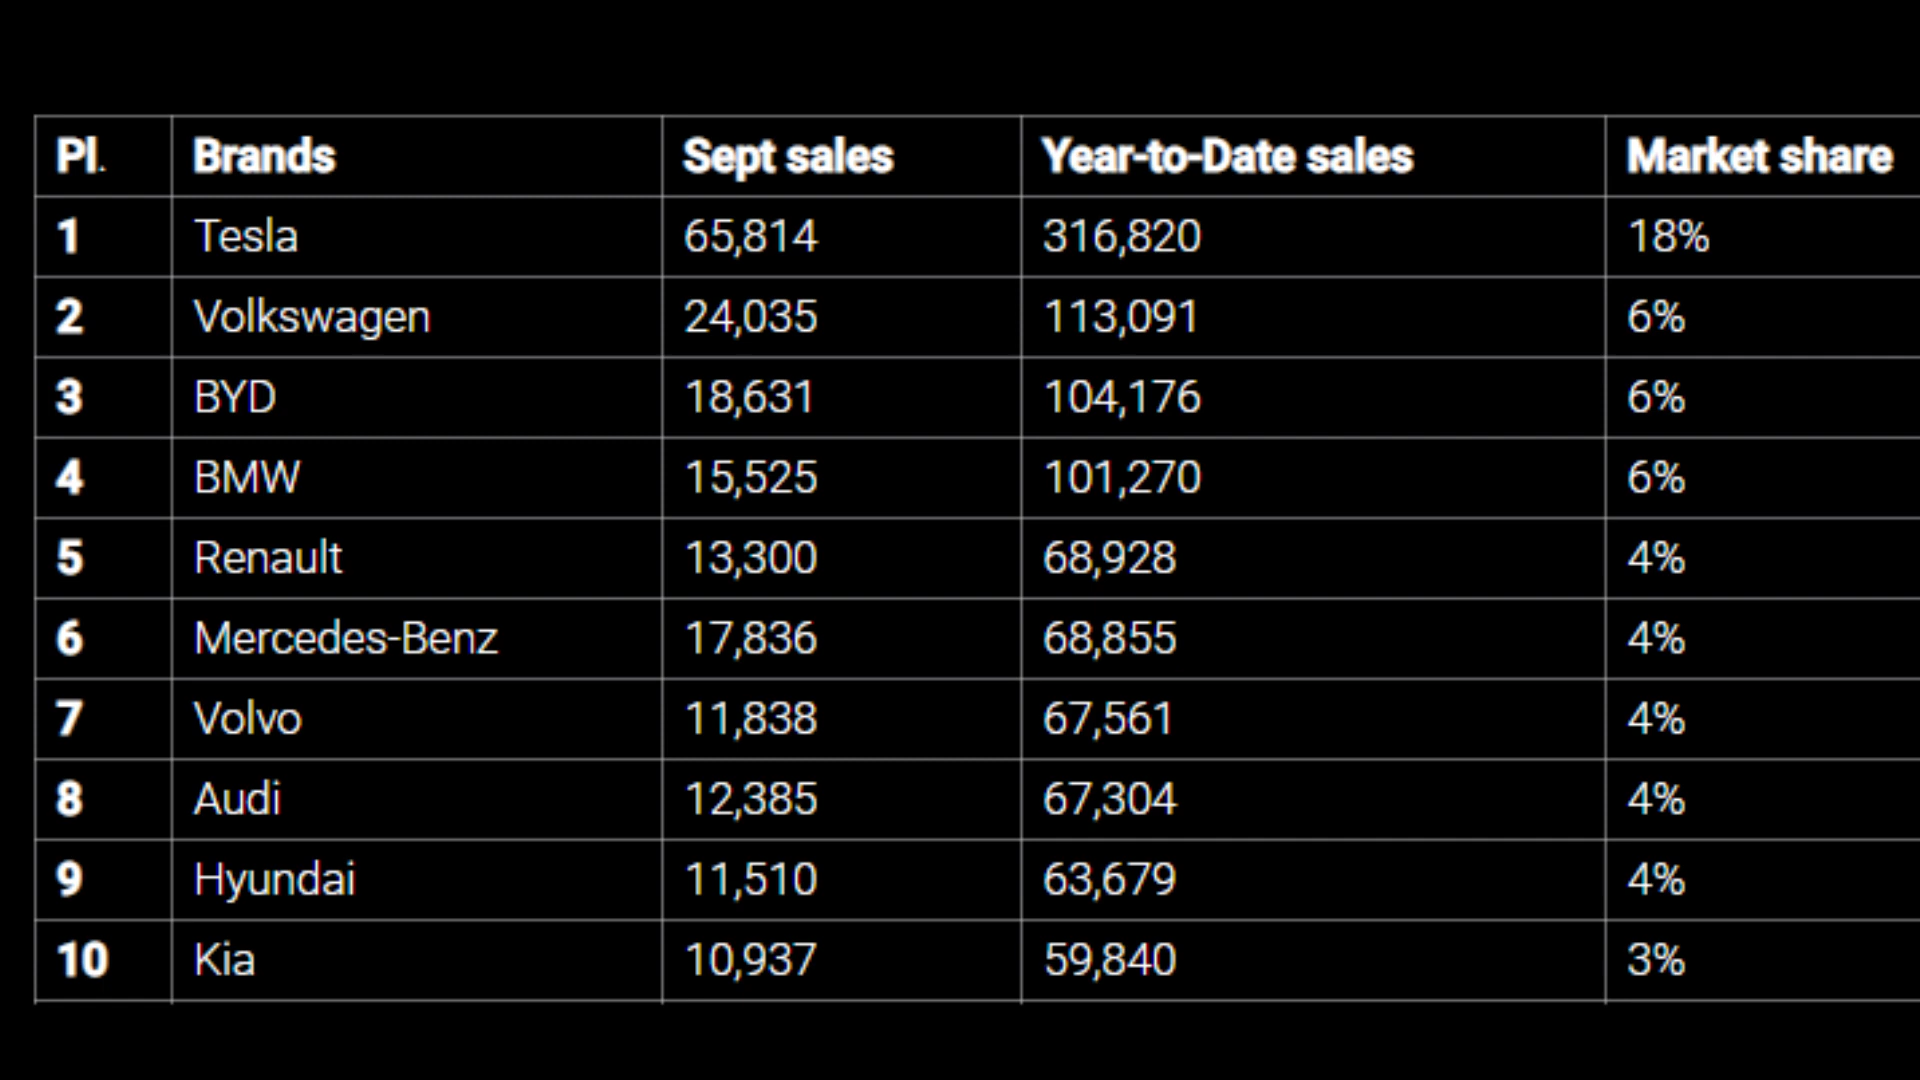 Pl. Brands Sept sales Year-to-Date sales Market share
1 Tesla 65,814 316,820 18%
2 Volkswagen 24,035 113,091 6%
3 BYD 18,631 104,176 6%
4 BMW 15,525 101,270 6%
5 Renault 13,300 68,928 4%
6 Mercedes-Benz 17,836 68,855 4%
7 Volvo 11,838 67,561 4%
8 Audi 12,385 67,304 4%
9 Hyundai 11,510 63,679 4%
10 Kia 10,937 59,840 3%